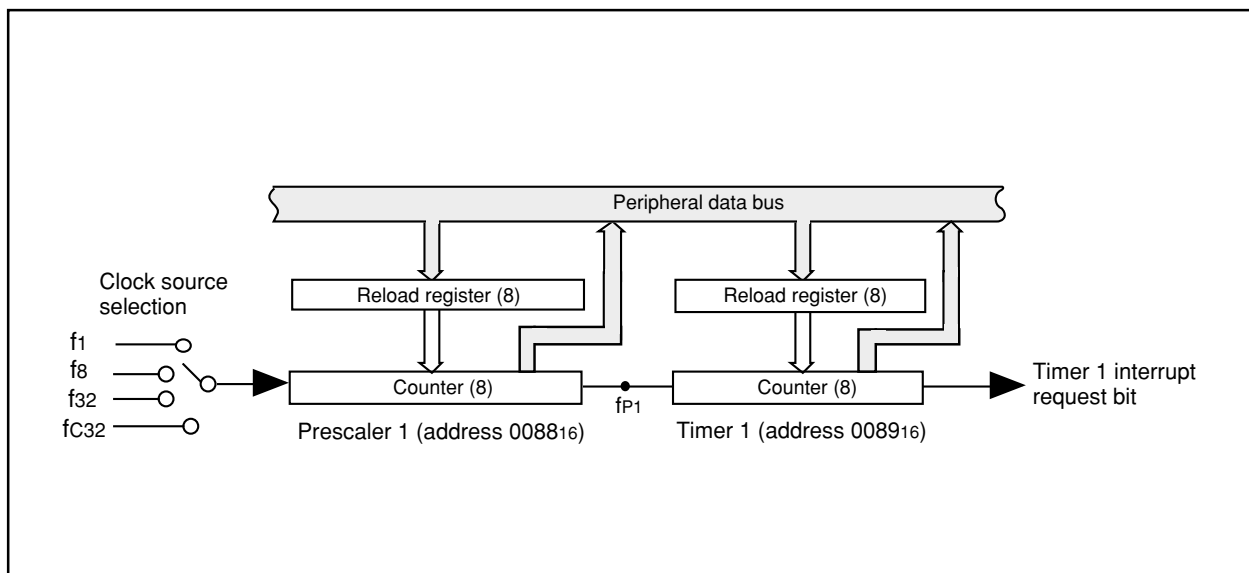 Peripheral data bus
Clock source
selection
Reload register (8)
Reload register (8)
f1
f8
f32
fC32
Counter (8)
fP1
Counter (8)
Timer 1 interrupt
request bit
Prescaler 1 (address 008816)
Timer 1 (address 008916)